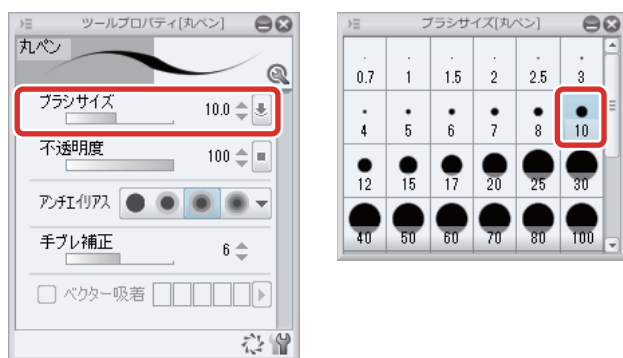 ツールプロパティ[丸ペン]
丸ペン
ブラシサイズ 10.0
不透明度 100
アンチエイリアス
手ブレ補正 6
ベクター吸着
ブラシサイズ[丸ペン]
0.7 1 1.5 2 2.5 3
4 5 6 7 8 10
12 15 17 20 25 30
40 50 60 70 80 100